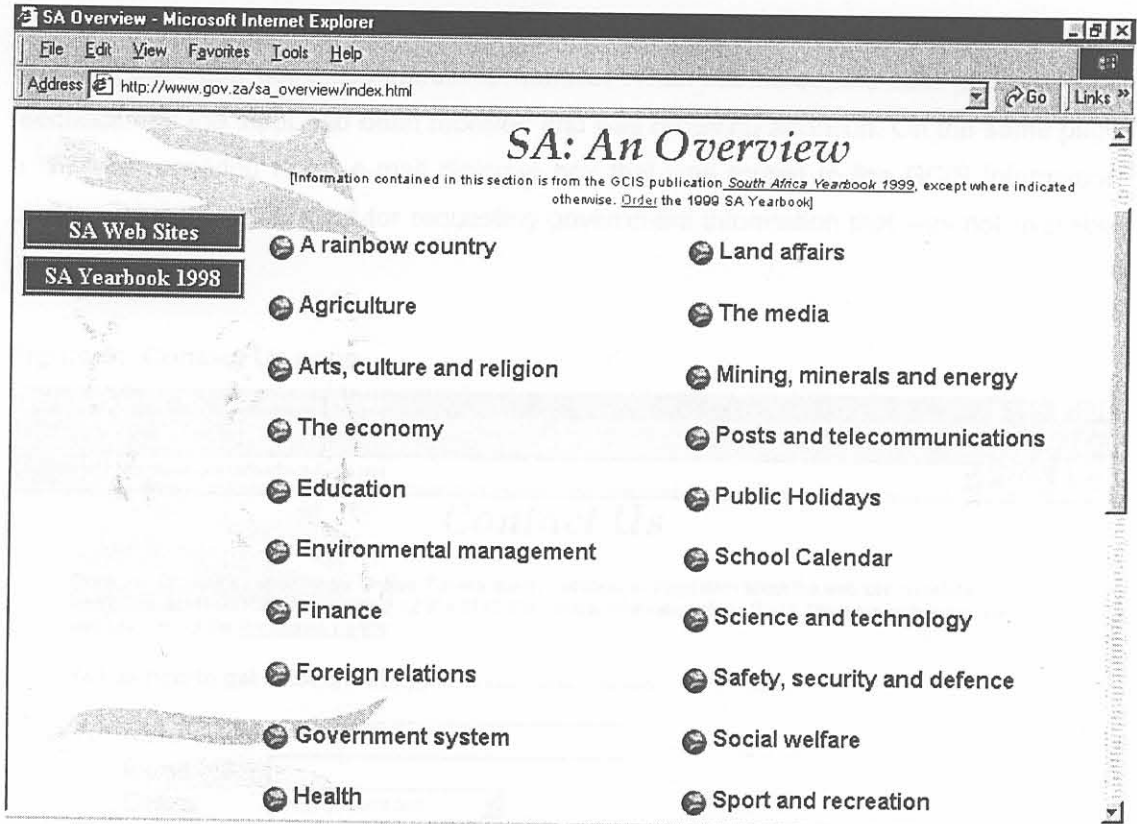 SA Overview - Microsoft Internet Explorer
File Edit View Favorites Tools Help
Address http://www.gov.za/sa_overview/index.html Go Links »
SA: An Overview
[Information contained in this section is from the GCIS publication South Africa Yearbook 1999, except where indicated
otherwise. Order the 1999 SA Yearbook]
SA Web Sites
SA Yearbook 1998
A rainbow country
Agriculture
Arts, culture and religion
The economy
Education
Environmental management
Finance
Foreign relations
Government system
Health
Land affairs
The media
Mining, minerals and energy
Posts and telecommunications
Public Holidays
School Calendar
Science and technology
Safety, security and defence
Social welfare
Sport and recreation
Contact Us